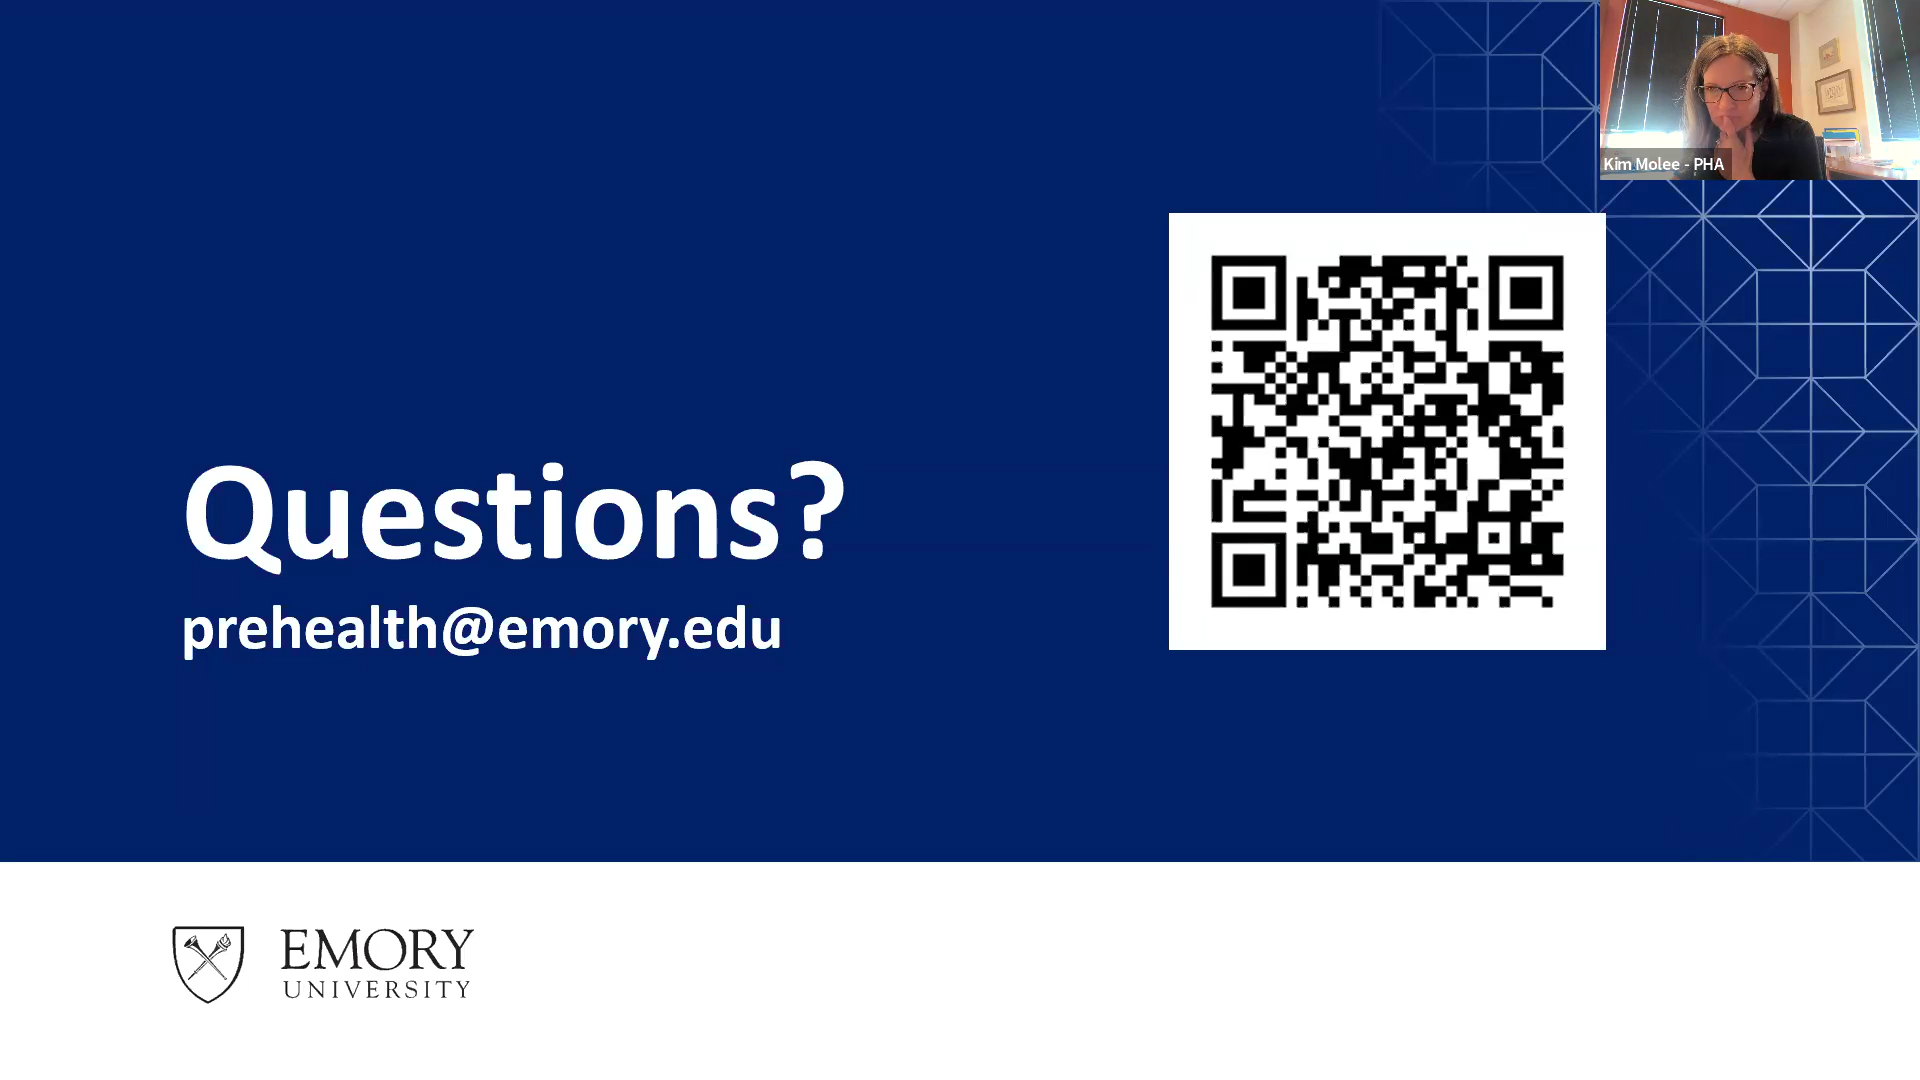 Kim Molee - PHA
Questions?
prehealth@emory.edu
EMORY
UNIVERSITY